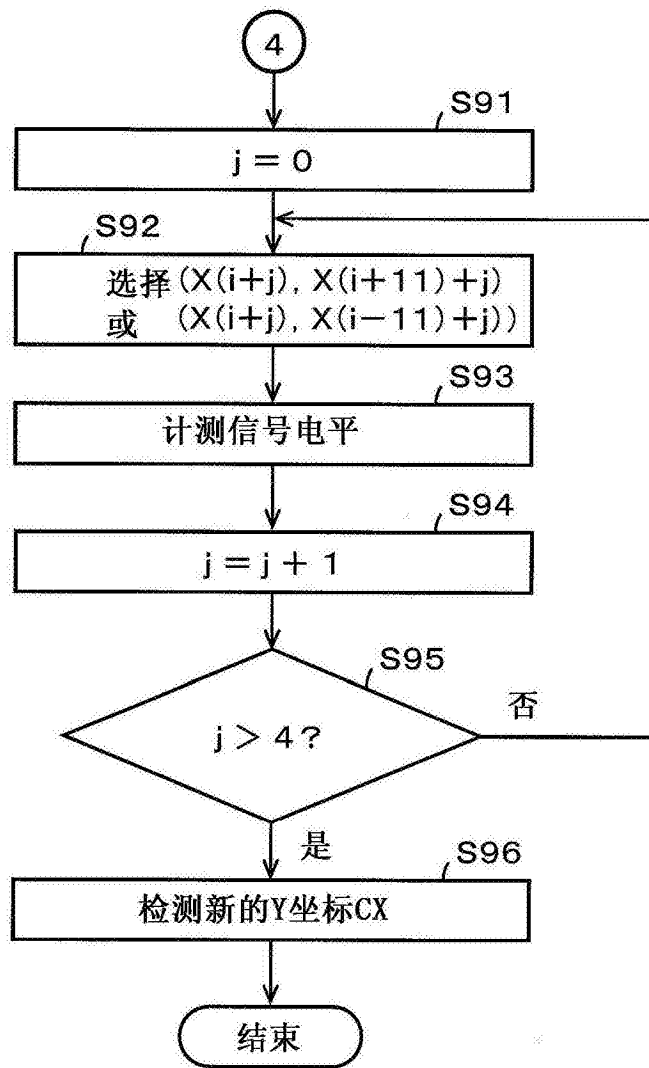 4
S91
j = 0
S92
选择 (X(i+j), X(i+11)+j)
或 (X(i+j), X(i-11)+j))
S93
计测信号电平
S94
j = j + 1
S95
j > 4?
否
是
S96
检测新的Y坐标CX
结束